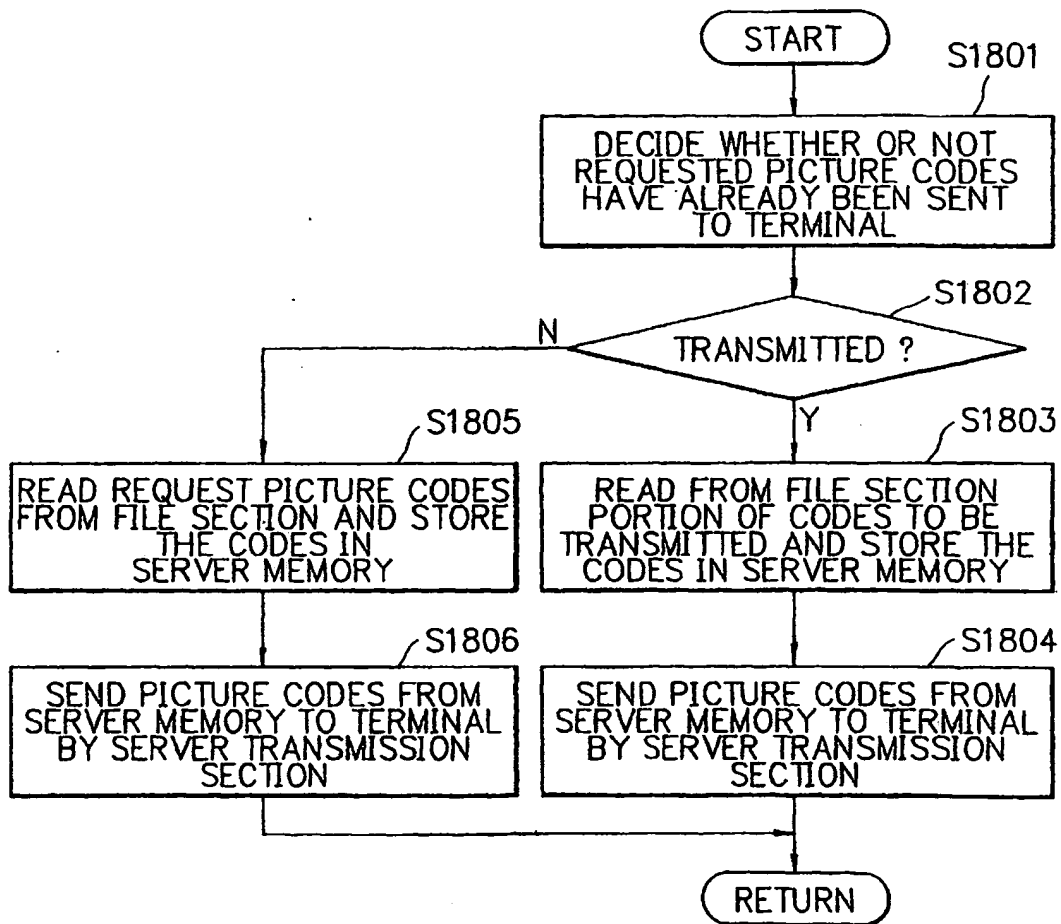 START
S1801
DECIDE WHETHER OR NOT
REQUESTED PICTURE CODES
HAVE ALREADY BEEN SENT
TO TERMINAL
S1802
TRANSMITTED ?
N
Y
S1805
READ REQUEST PICTURE CODES
FROM FILE SECTION AND STORE
THE CODES IN
SERVER MEMORY
S1803
READ FROM FILE SECTION
PORTION OF CODES TO BE
TRANSMITTED AND STORE THE
CODES IN SERVER MEMORY
S1806
SEND PICTURE CODES FROM
SERVER MEMORY TO TERMINAL
BY SERVER TRANSMISSION
SECTION
S1804
SEND PICTURE CODES FROM
SERVER MEMORY TO TERMINAL
BY SERVER TRANSMISSION
SECTION
RETURN